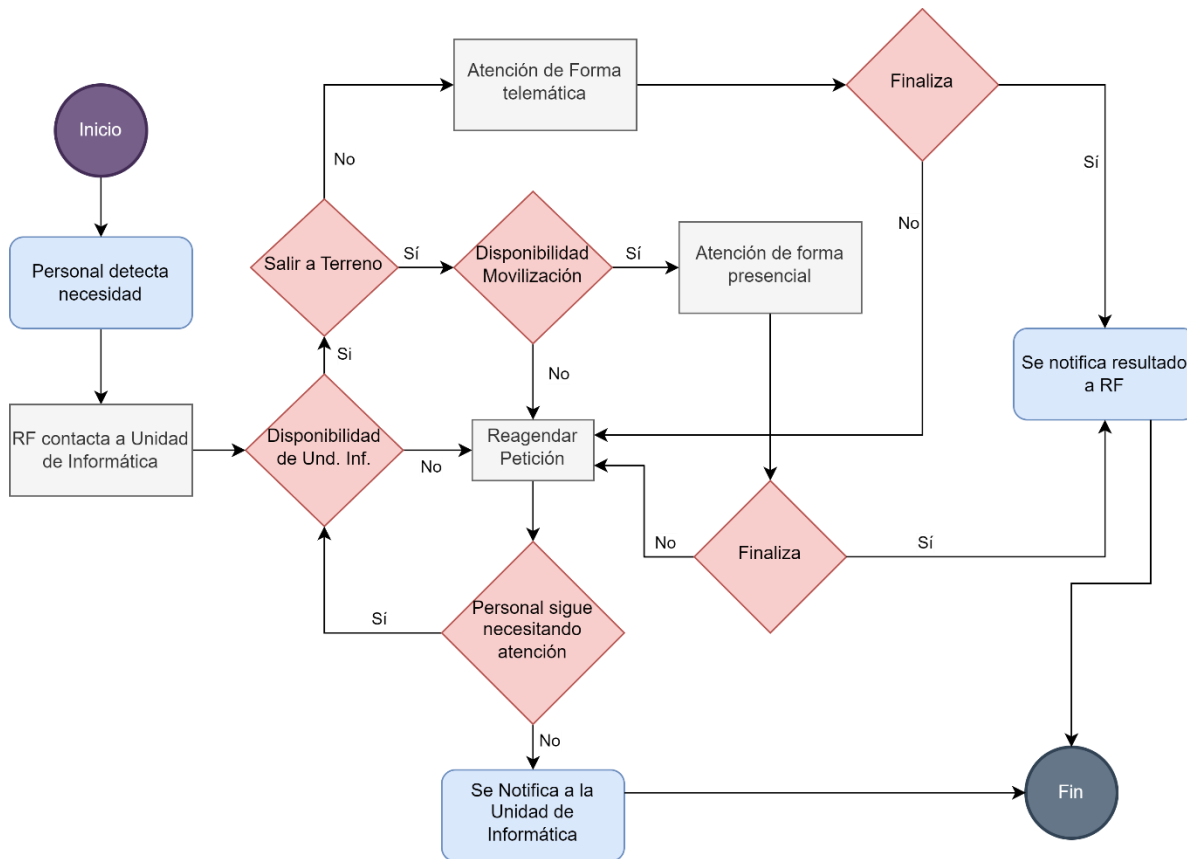 Inicio
Personal detecta
necesidad
RF contacta a Unidad
de Informática
Disponibilidad
de Und. Inf.
Si
No
Salir a Terreno
No
Sí
Atención de Forma
telemática
Finaliza
Sí
No
Disponibilidad
Movilización
Sí
No
Atención de forma
presencial
Reagendar
Petición
Finaliza
No
Sí
Se notifica resultado
a RF
Personal sigue
necesitando
atención
Sí
No
Se Notifica a la
Unidad de
Informática
Fin